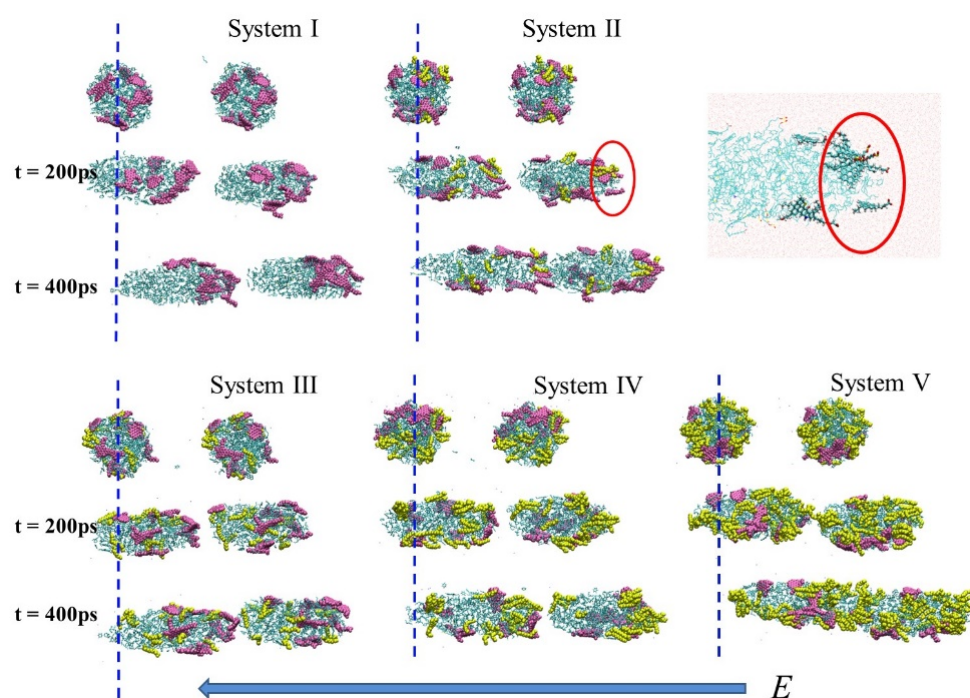 System I
System II
t = 200ps
t = 400ps
System III
System IV
System V
t = 200ps
t = 400ps
E